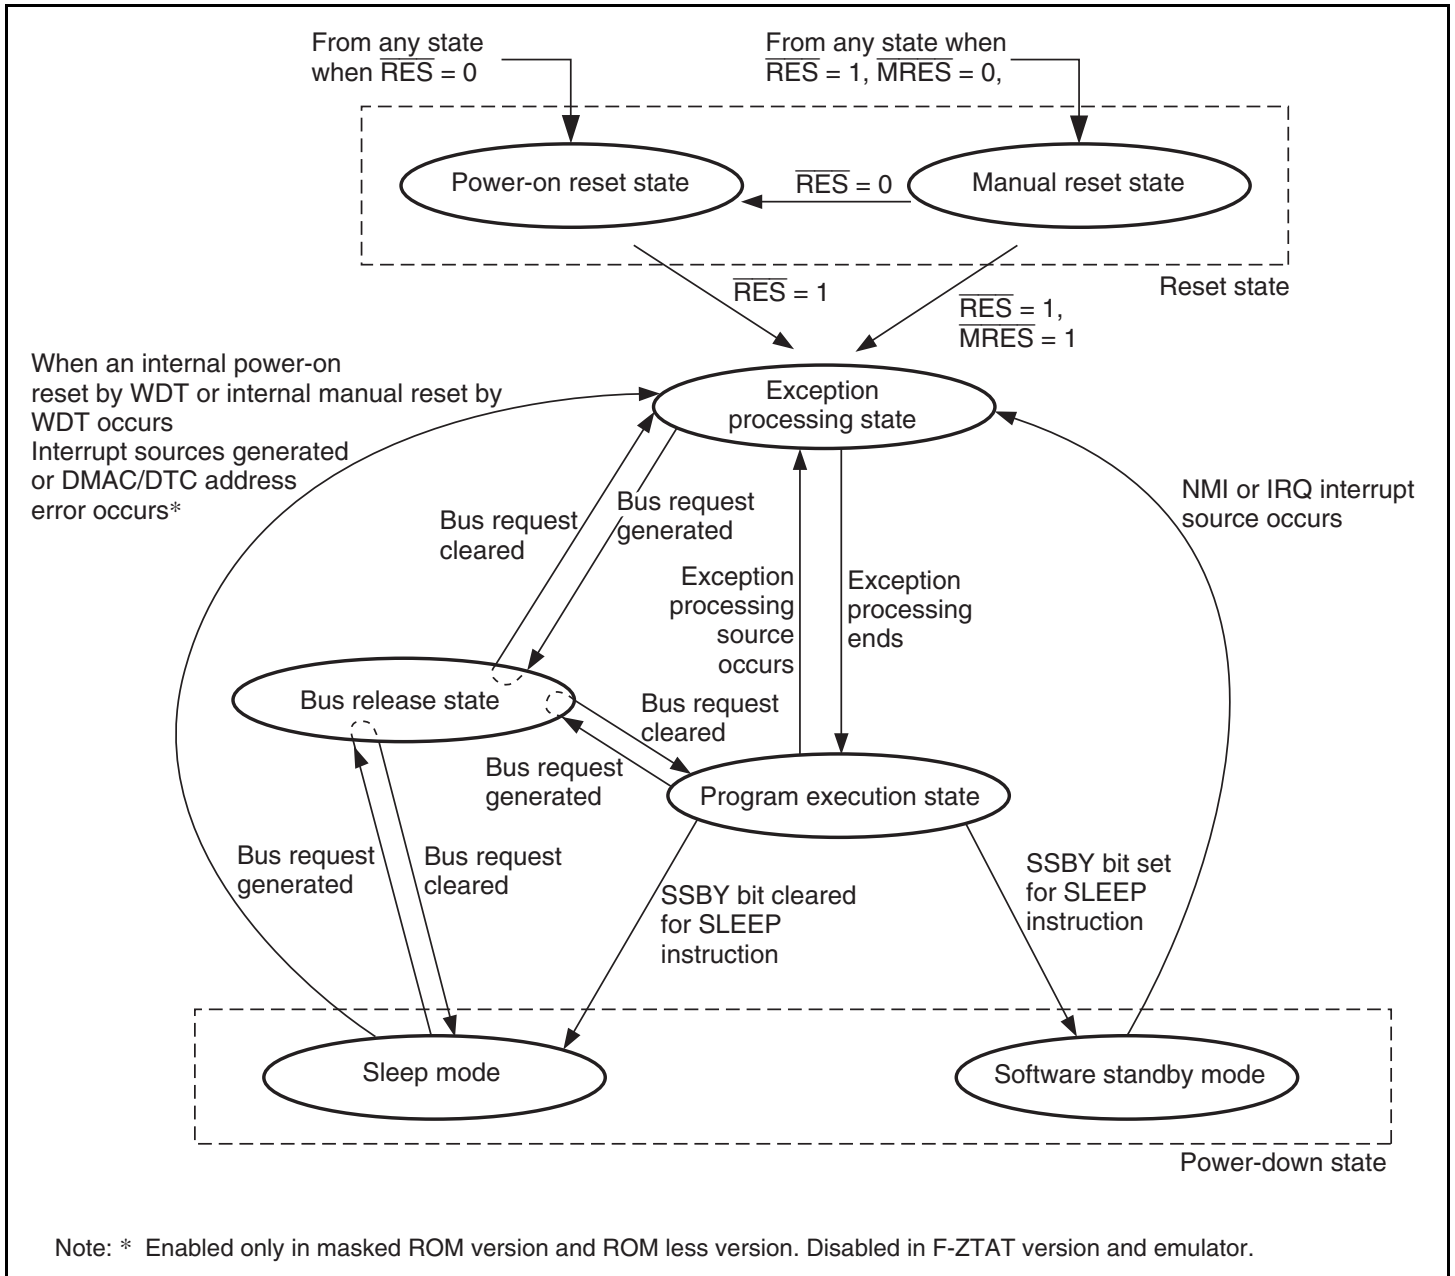 From any state
when RES = 0
From any state when
RES = 1, MRES = 0,
Power-on reset state
RES = 0
Manual reset state
Reset state
RES = 1
RES = 1,
MRES = 1
When an internal power-on
reset by WDT or internal manual reset by
WDT occurs
Interrupt sources generated
or DMAC/DTC address
error occurs*
Exception
processing state
NMI or IRQ interrupt
source occurs
Bus request
cleared
Bus request
generated
Exception
processing
source
occurs
Exception
processing
ends
Bus release state
Bus request
cleared
Bus request
generated
Program execution state
Bus request
generated
Bus request
cleared
SSBY bit cleared
for SLEEP
instruction
SSBY bit set
for SLEEP
instruction
Sleep mode
Software standby mode
Power-down state
Note: * Enabled only in masked ROM version and ROM less version. Disabled in F-ZTAT version and emulator.